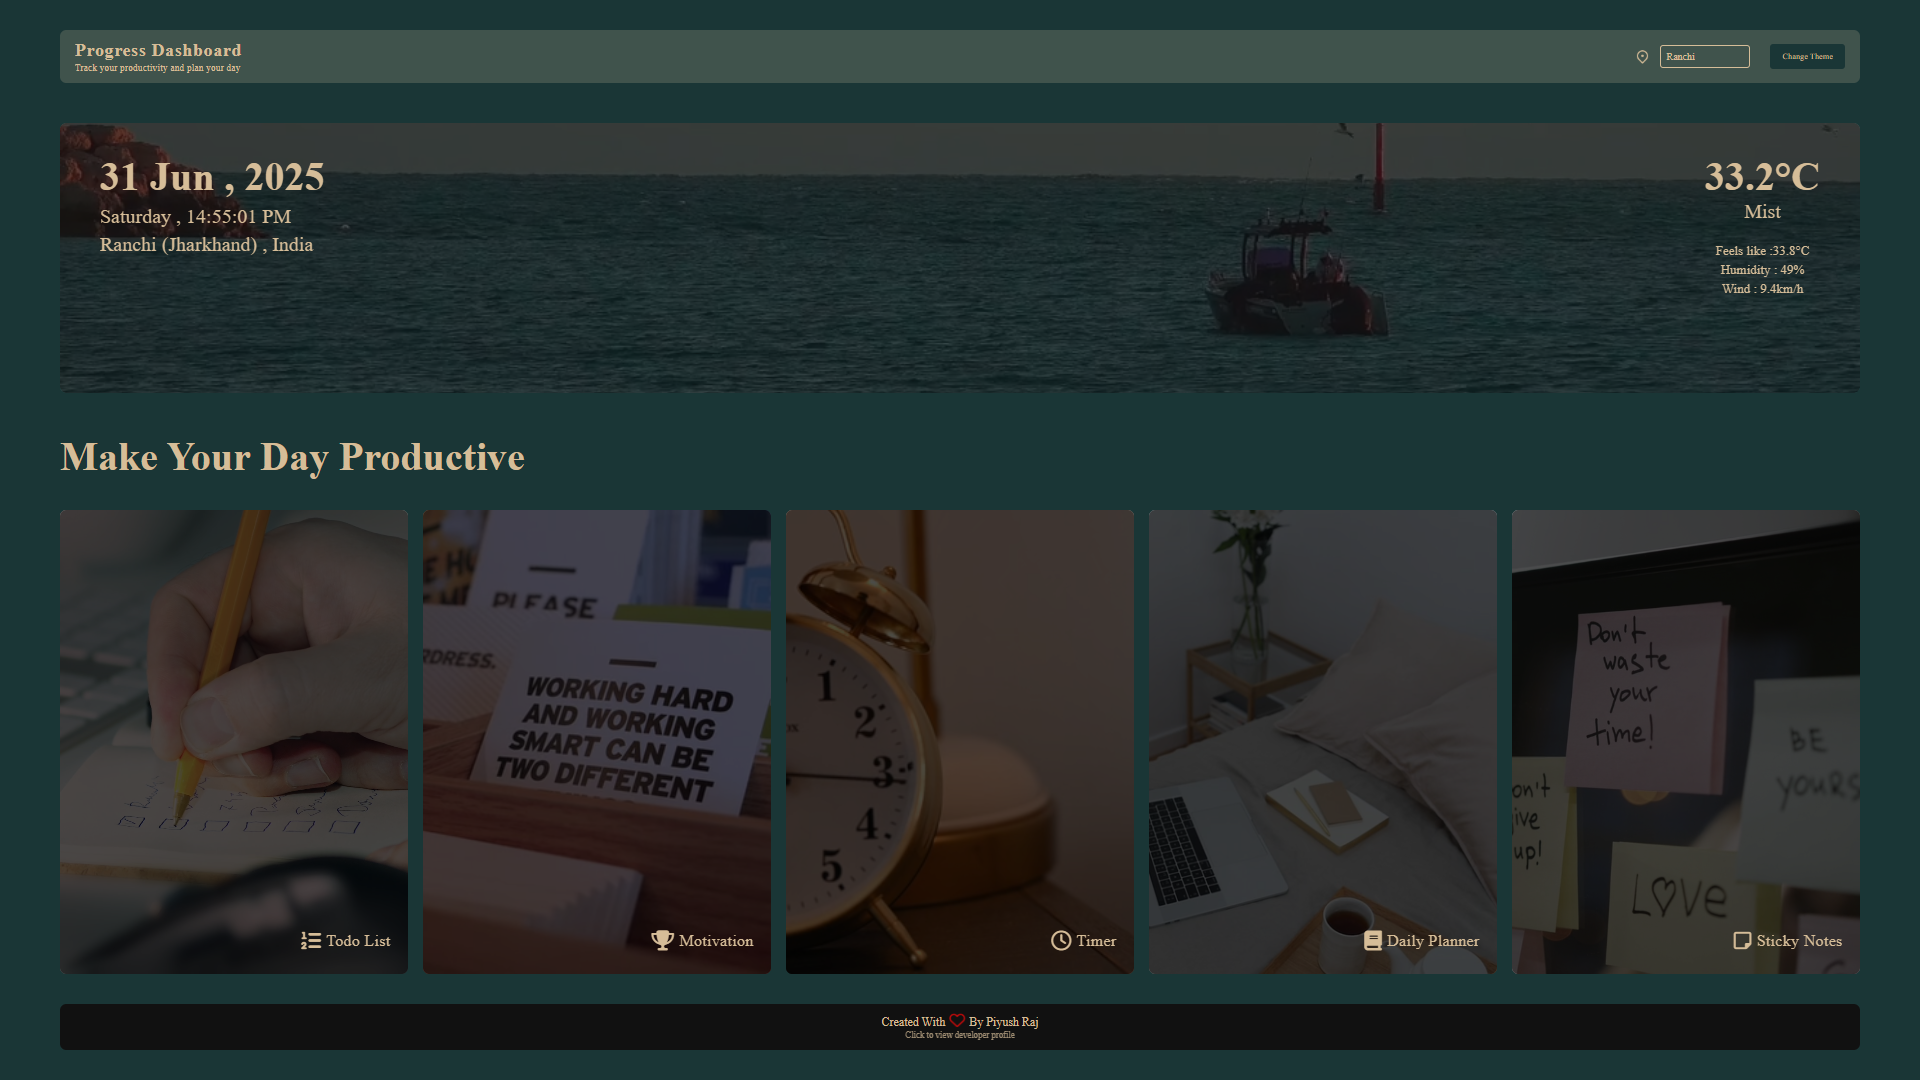 Progress Dashboard
Track your productivity and plan your day
Ranchi
Change Theme
31 Jun , 2025
Saturday , 14:55:01 PM
Ranchi (Jharkhand) , India
33.2°C
Mist
Feels like :33.8°C
Humidity : 49%
Wind : 9.4km/h
Make Your Day Productive
Todo List
PLEASE
RDRESS.
WORKING HARD
AND WORKING
SMART CAN BE
TWO DIFFERENT
Motivation
1
2
3
4
5
Timer
Daily Planner
Don't
waste
your
time!
BE
YOURS
on't
give
up!
LOVE
Sticky Notes
Created With By Piyush Raj
Click to view developer profile